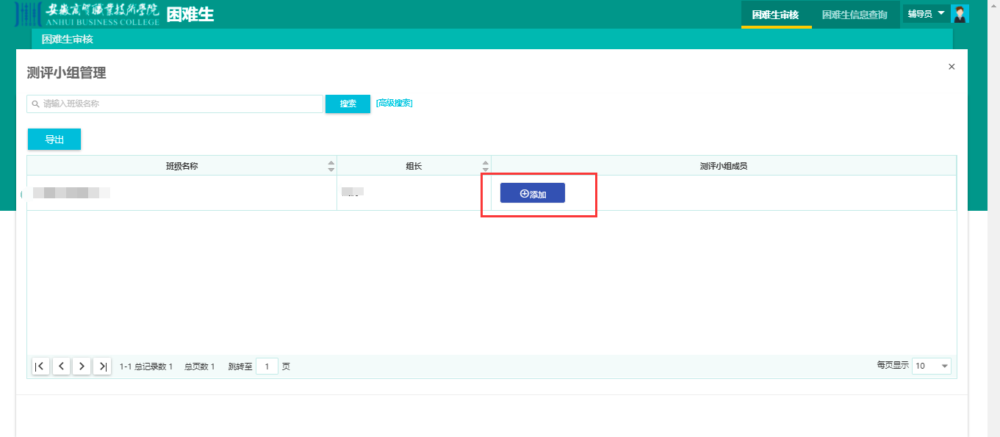 安徽商贸职业技术学院
ANHUI BUSINESS COLLEGE
困难生
困难生审核 困难生信息查询 辅导员
困难生审核
测评小组管理
×
请输入班级名称 搜索 [高级搜索]
导出
班级名称 组长 测评小组成员
添加
1-1 总记录数 1 总页数 1 跳转至 1 页 每页显示 10